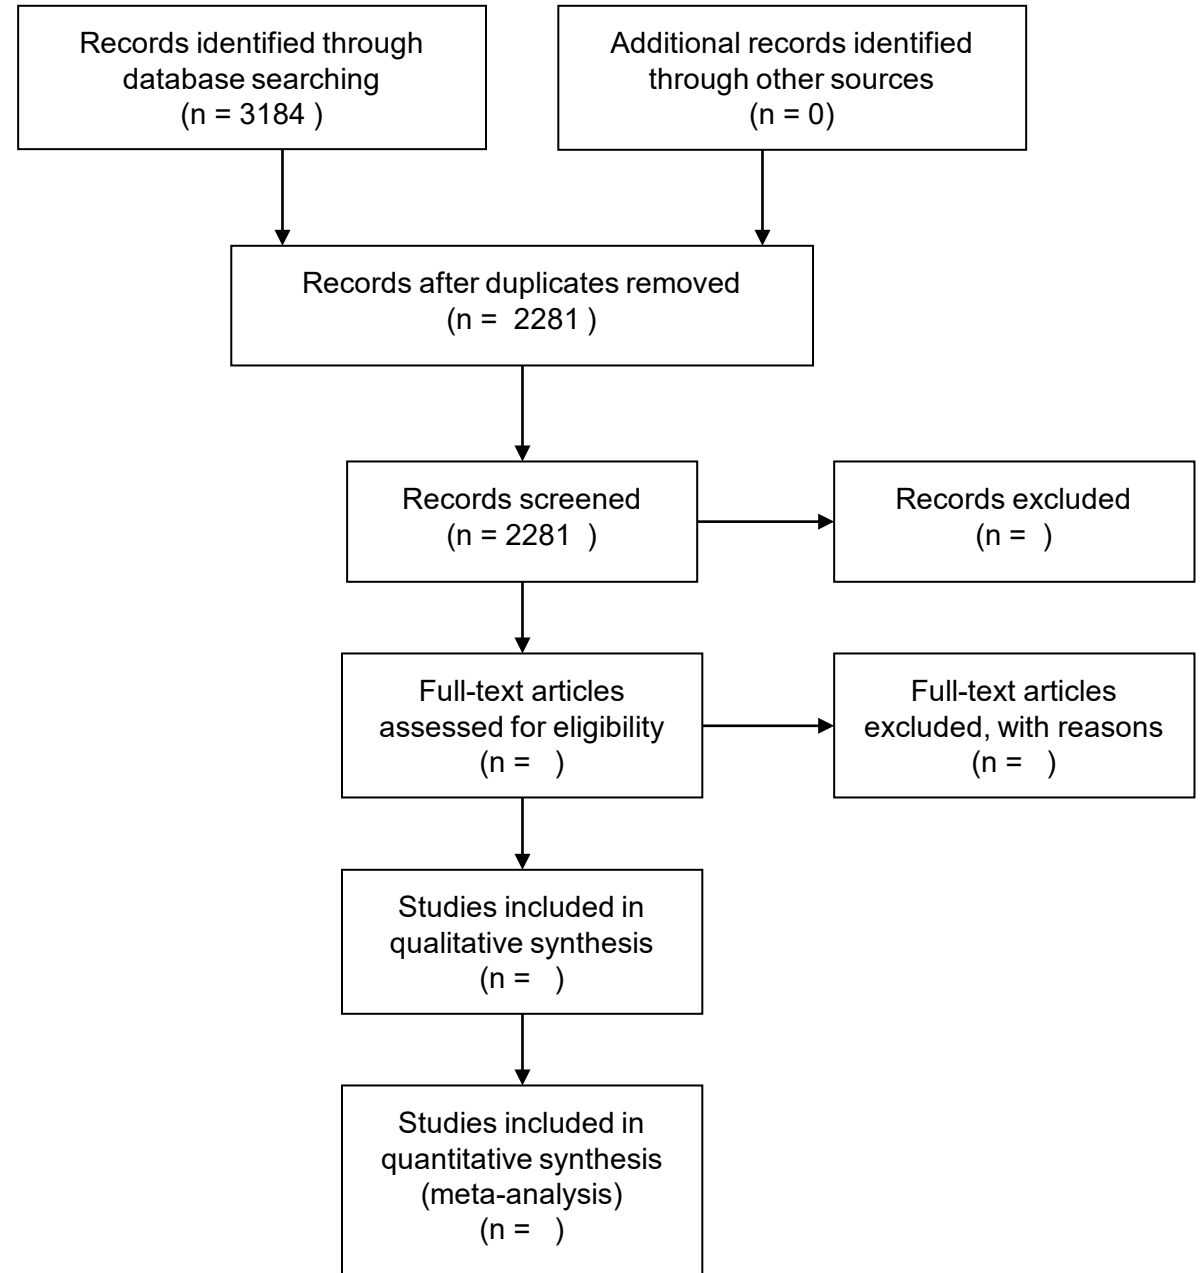 Records identified through
database searching
(n = 3184 )
Additional records identified
through other sources
(n = 0)
Records after duplicates removed
(n =  2281 )
Records screened
(n = 2281  )
Records excluded
(n =  )
Full-text articles
assessed for eligibility
(n =   )
Full-text articles
excluded, with reasons
(n =   )
Studies included in
qualitative synthesis
(n =   )
Studies included in
quantitative synthesis
(meta-analysis)
(n =   )